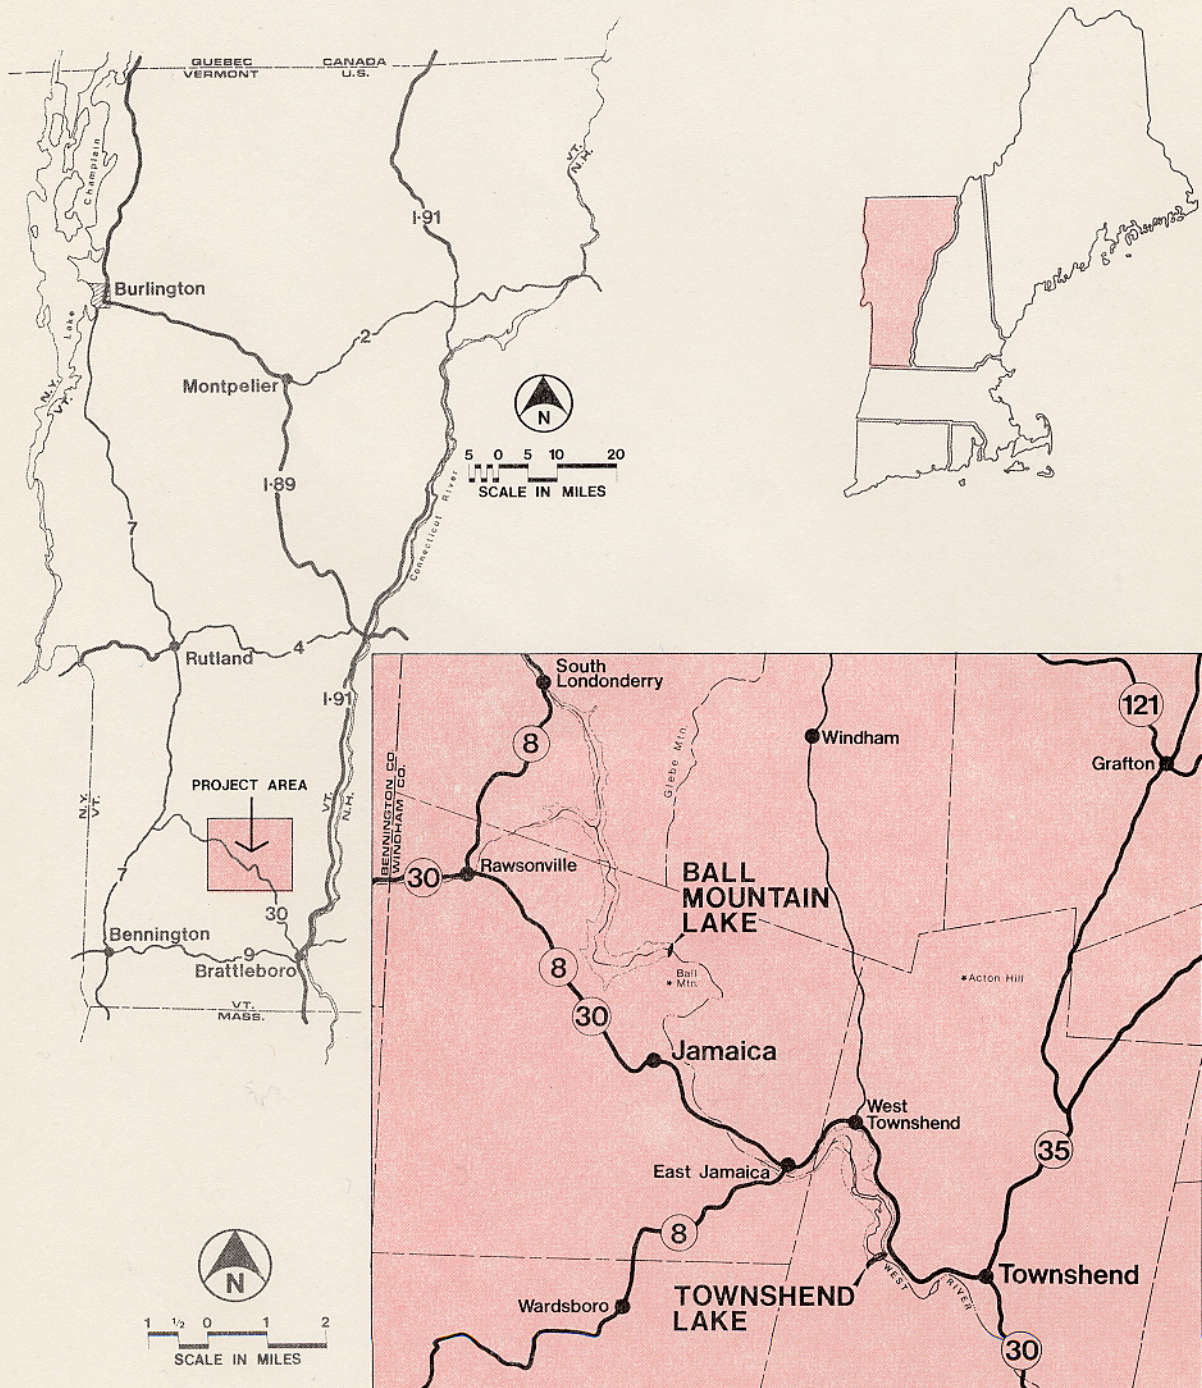 QUEBEC
VERMONT
CANADA
U.S.
Champlain
Lake
VT.
N.H.
I-91
Burlington
2
Montpelier
N.Y.
VT.
N
5 0 5 10 20
SCALE IN MILES
I-89
Connecticut River
7
Rutland
4
I-91
PROJECT AREA
N.Y.
VT.
VT.
N.H.
7
30
Bennington
9
Brattleboro
VT.
MASS.
N
1 1/2 0 1 2
SCALE IN MILES
South
Londonderry
8
Glebe Mtn.
Windham
121
Grafton
BENNINGTON CO
WINDHAM CO.
30
Rawsonville
BALL
MOUNTAIN
LAKE
8
Ball
*Mtn.
*Acton Hill
30
Jamaica
West
Townshend
35
East Jamaica
8
Townshend
WEST RIVER
TOWNSHEND
LAKE
Wardsboro
30